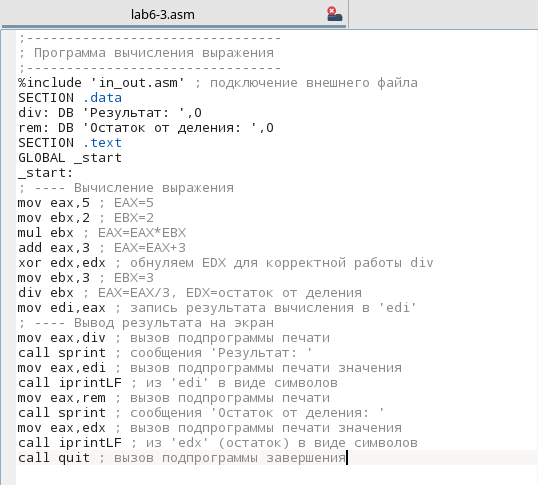 lab6-3.asm
;--------------------------------
; Программа вычисления выражения
;--------------------------------
%include 'in_out.asm' ; подключение внешнего файла
SECTION .data
div: DB 'Результат: ',0
rem: DB 'Остаток от деления: ',0
SECTION .text
GLOBAL _start
_start:
; ---- Вычисление выражения
mov eax,5 ; EAX=5
mov ebx,2 ; EBX=2
mul ebx ; EAX=EAX*EBX
add eax,3 ; EAX=EAX+3
xor edx,edx ; обнуляем EDX для корректной работы div
mov ebx,3 ; EBX=3
div ebx ; EAX=EAX/3, EDX=остаток от деления
mov edi,eax ; запись результата вычисления в 'edi'
; ---- Вывод результата на экран
mov eax,div ; вызов подпрограммы печати
call sprint ; сообщения 'Результат: '
mov eax,edi ; вызов подпрограммы печати значения
call iprintLF ; из 'edi' в виде символов
mov eax,rem ; вызов подпрограммы печати
call sprint ; сообщения 'Остаток от деления: '
mov eax,edx ; вызов подпрограммы печати значения
call iprintLF ; из 'edx' (остаток) в виде символов
call quit ; вызов подпрограммы завершения